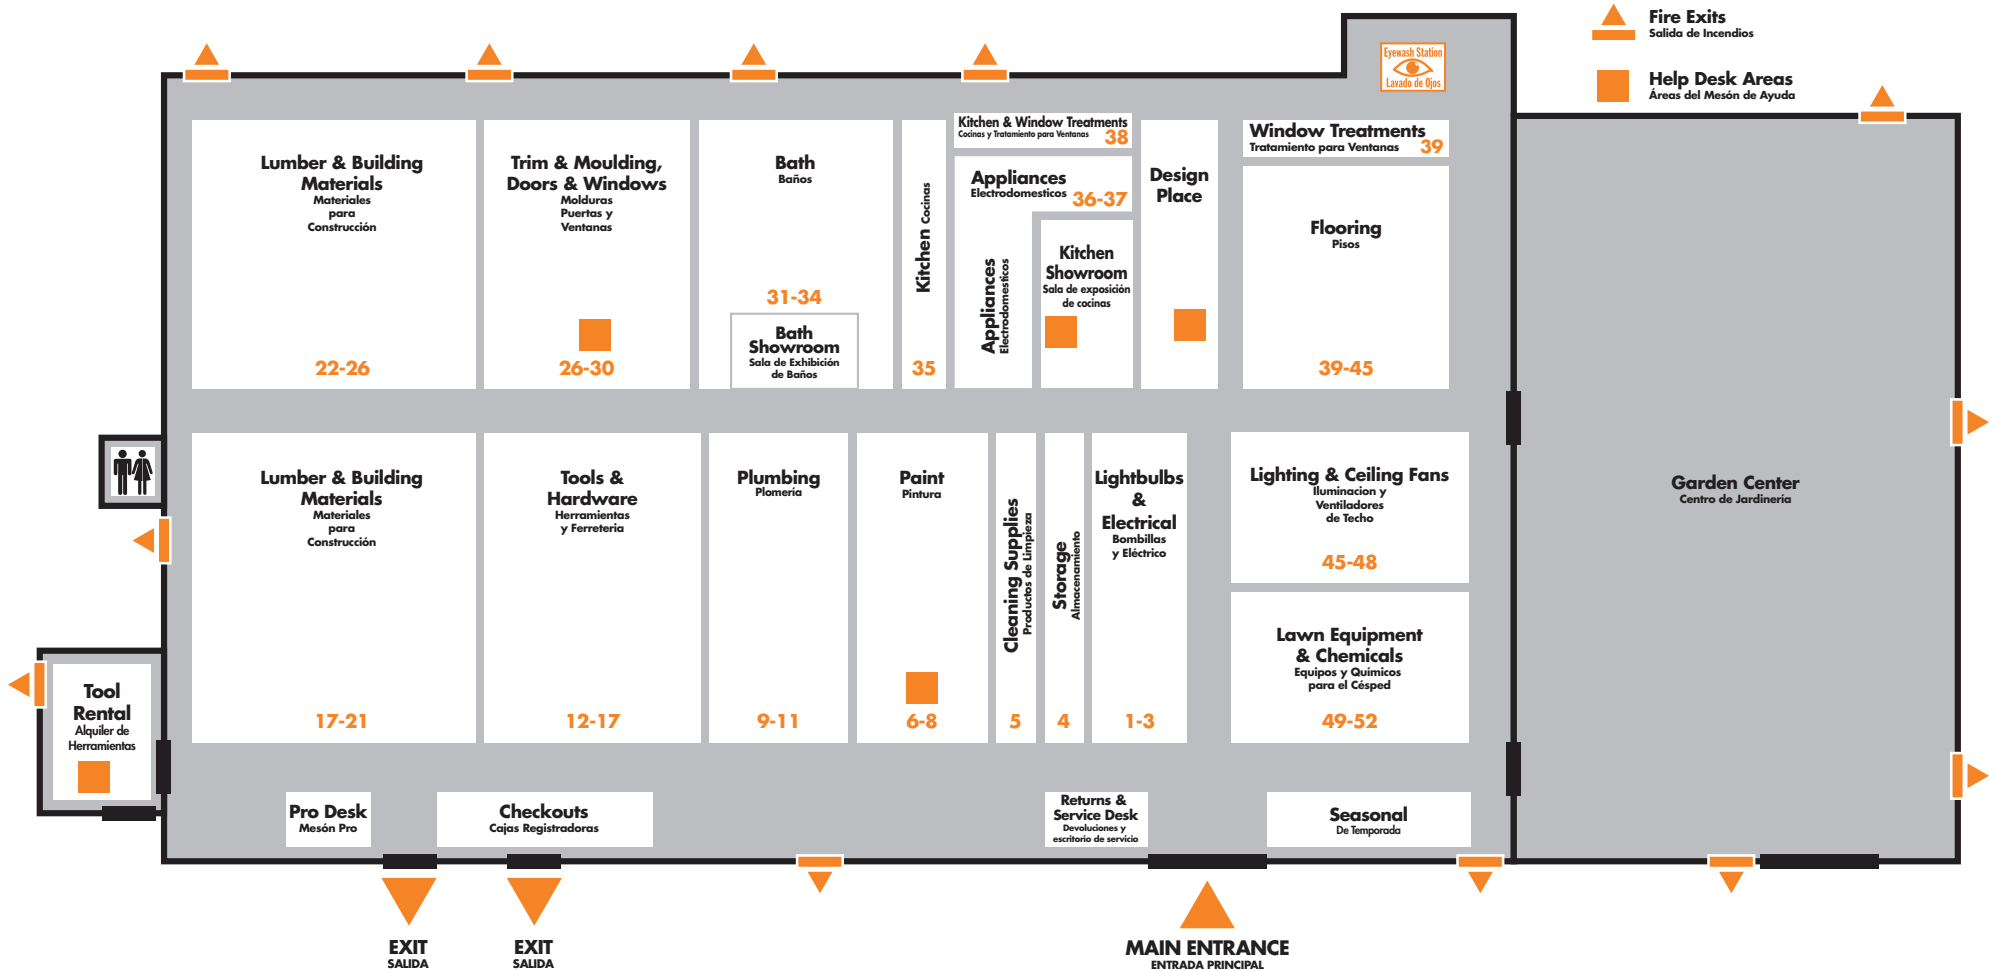 Fire Exits
Salida de Incendios
Help Desk Areas
Áreas del Mesón de Ayuda
Eyewash Station
Lavado de Ojos
Lumber & Building
Materials
Materiales
para
Construcción
22-26
Trim & Moulding,
Doors & Windows
Molduras
Puertas y
Ventanas
26-30
Bath
Baños
31-34
Bath
Showroom
Sala de Exhibición
de Baños
Kitchen Cocinas
35
Kitchen & Window Treatments
Cocinas y Tratamiento para Ventanas 38
Appliances
Electrodomesticos 36-37
Appliances
Electrodomesticos
Kitchen
Showroom
Sala de exposición
de cocinas
Design
Place
Window Treatments
Tratamiento para Ventanas 39
Flooring
Pisos
39-45
Lumber & Building
Materials
Materiales
para
Construcción
17-21
Tools &
Hardware
Herramientas
y Ferreteria
12-17
Plumbing
Plomería
9-11
Paint
Pintura
6-8
Cleaning Supplies
Productos de Limpieza
5
Storage
Almacenamiento
4
Lightbulbs
&
Electrical
Bombillas
y Eléctrico
1-3
Lighting & Ceiling Fans
Iluminacion y
Ventiladores
de Techo
45-48
Lawn Equipment
& Chemicals
Equipos y Químicos
para el Césped
49-52
Garden Center
Centro de Jardinería
Tool
Rental
Alquiler de
Herramientas
Pro Desk
Mesón Pro
Checkouts
Cajas Registradoras
Returns &
Service Desk
Devoluciones y
escritorio de servicio
Seasonal
De Temporada
EXIT
SALIDA
EXIT
SALIDA
MAIN ENTRANCE
ENTRADA PRINCIPAL